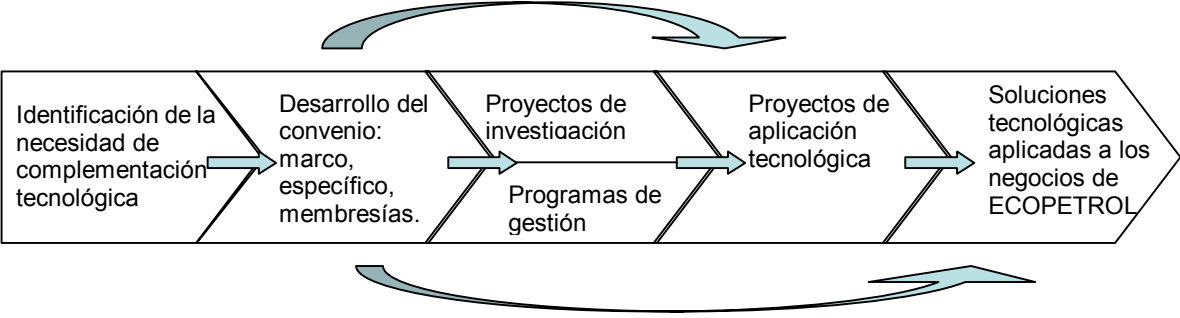 Identificación de la
necesidad de
complementación
tecnológica
Desarrollo del
convenio:
marco,
específico,
membresías.
Proyectos de
investigación
Programas de
gestión
Proyectos de
aplicación
tecnológica
Soluciones
tecnológicas
aplicadas a los
negocios de
ECOPETROL